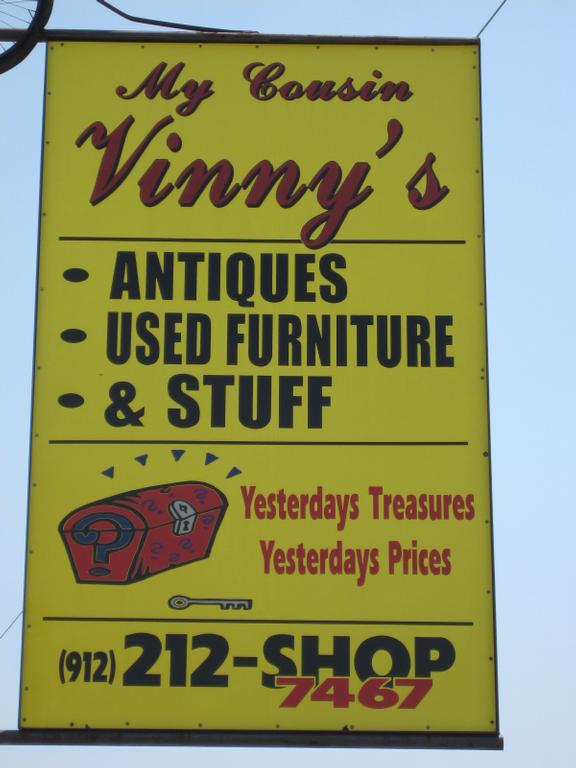 My Cousin
Vinny's
• ANTIQUES
• USED FURNITURE
• & STUFF
Yesterdays Treasures
Yesterdays Prices
(912) 212-SHOP
7467